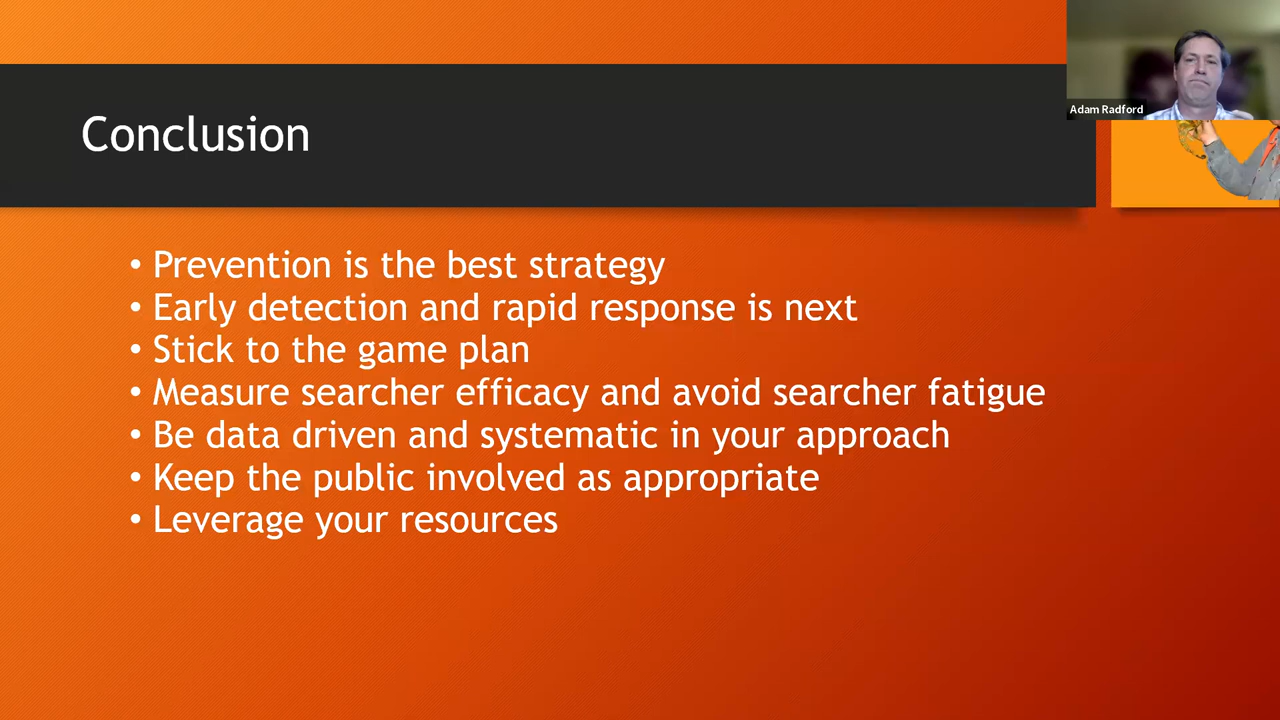 Adam Radford
Conclusion
• Prevention is the best strategy
• Early detection and rapid response is next
• Stick to the game plan
• Measure searcher efficacy and avoid searcher fatigue
• Be data driven and systematic in your approach
• Keep the public involved as appropriate
• Leverage your resources